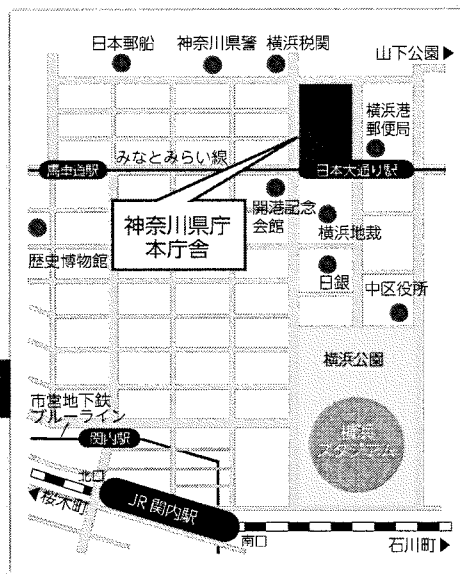 日本郵船
神奈川県警
横浜税関
山下公園▶
横浜港
郵便局
馬車道駅
みなとみらい線
日本大通り駅
神奈川県庁
本庁舎
開港記念
会館
横浜地裁
歴史博物館
日銀
中区役所
横浜公園
横浜
スタジアム
市営地下鉄
ブルーライン
関内駅
北口
◀桜木町
JR関内駅
南口
石川町▶